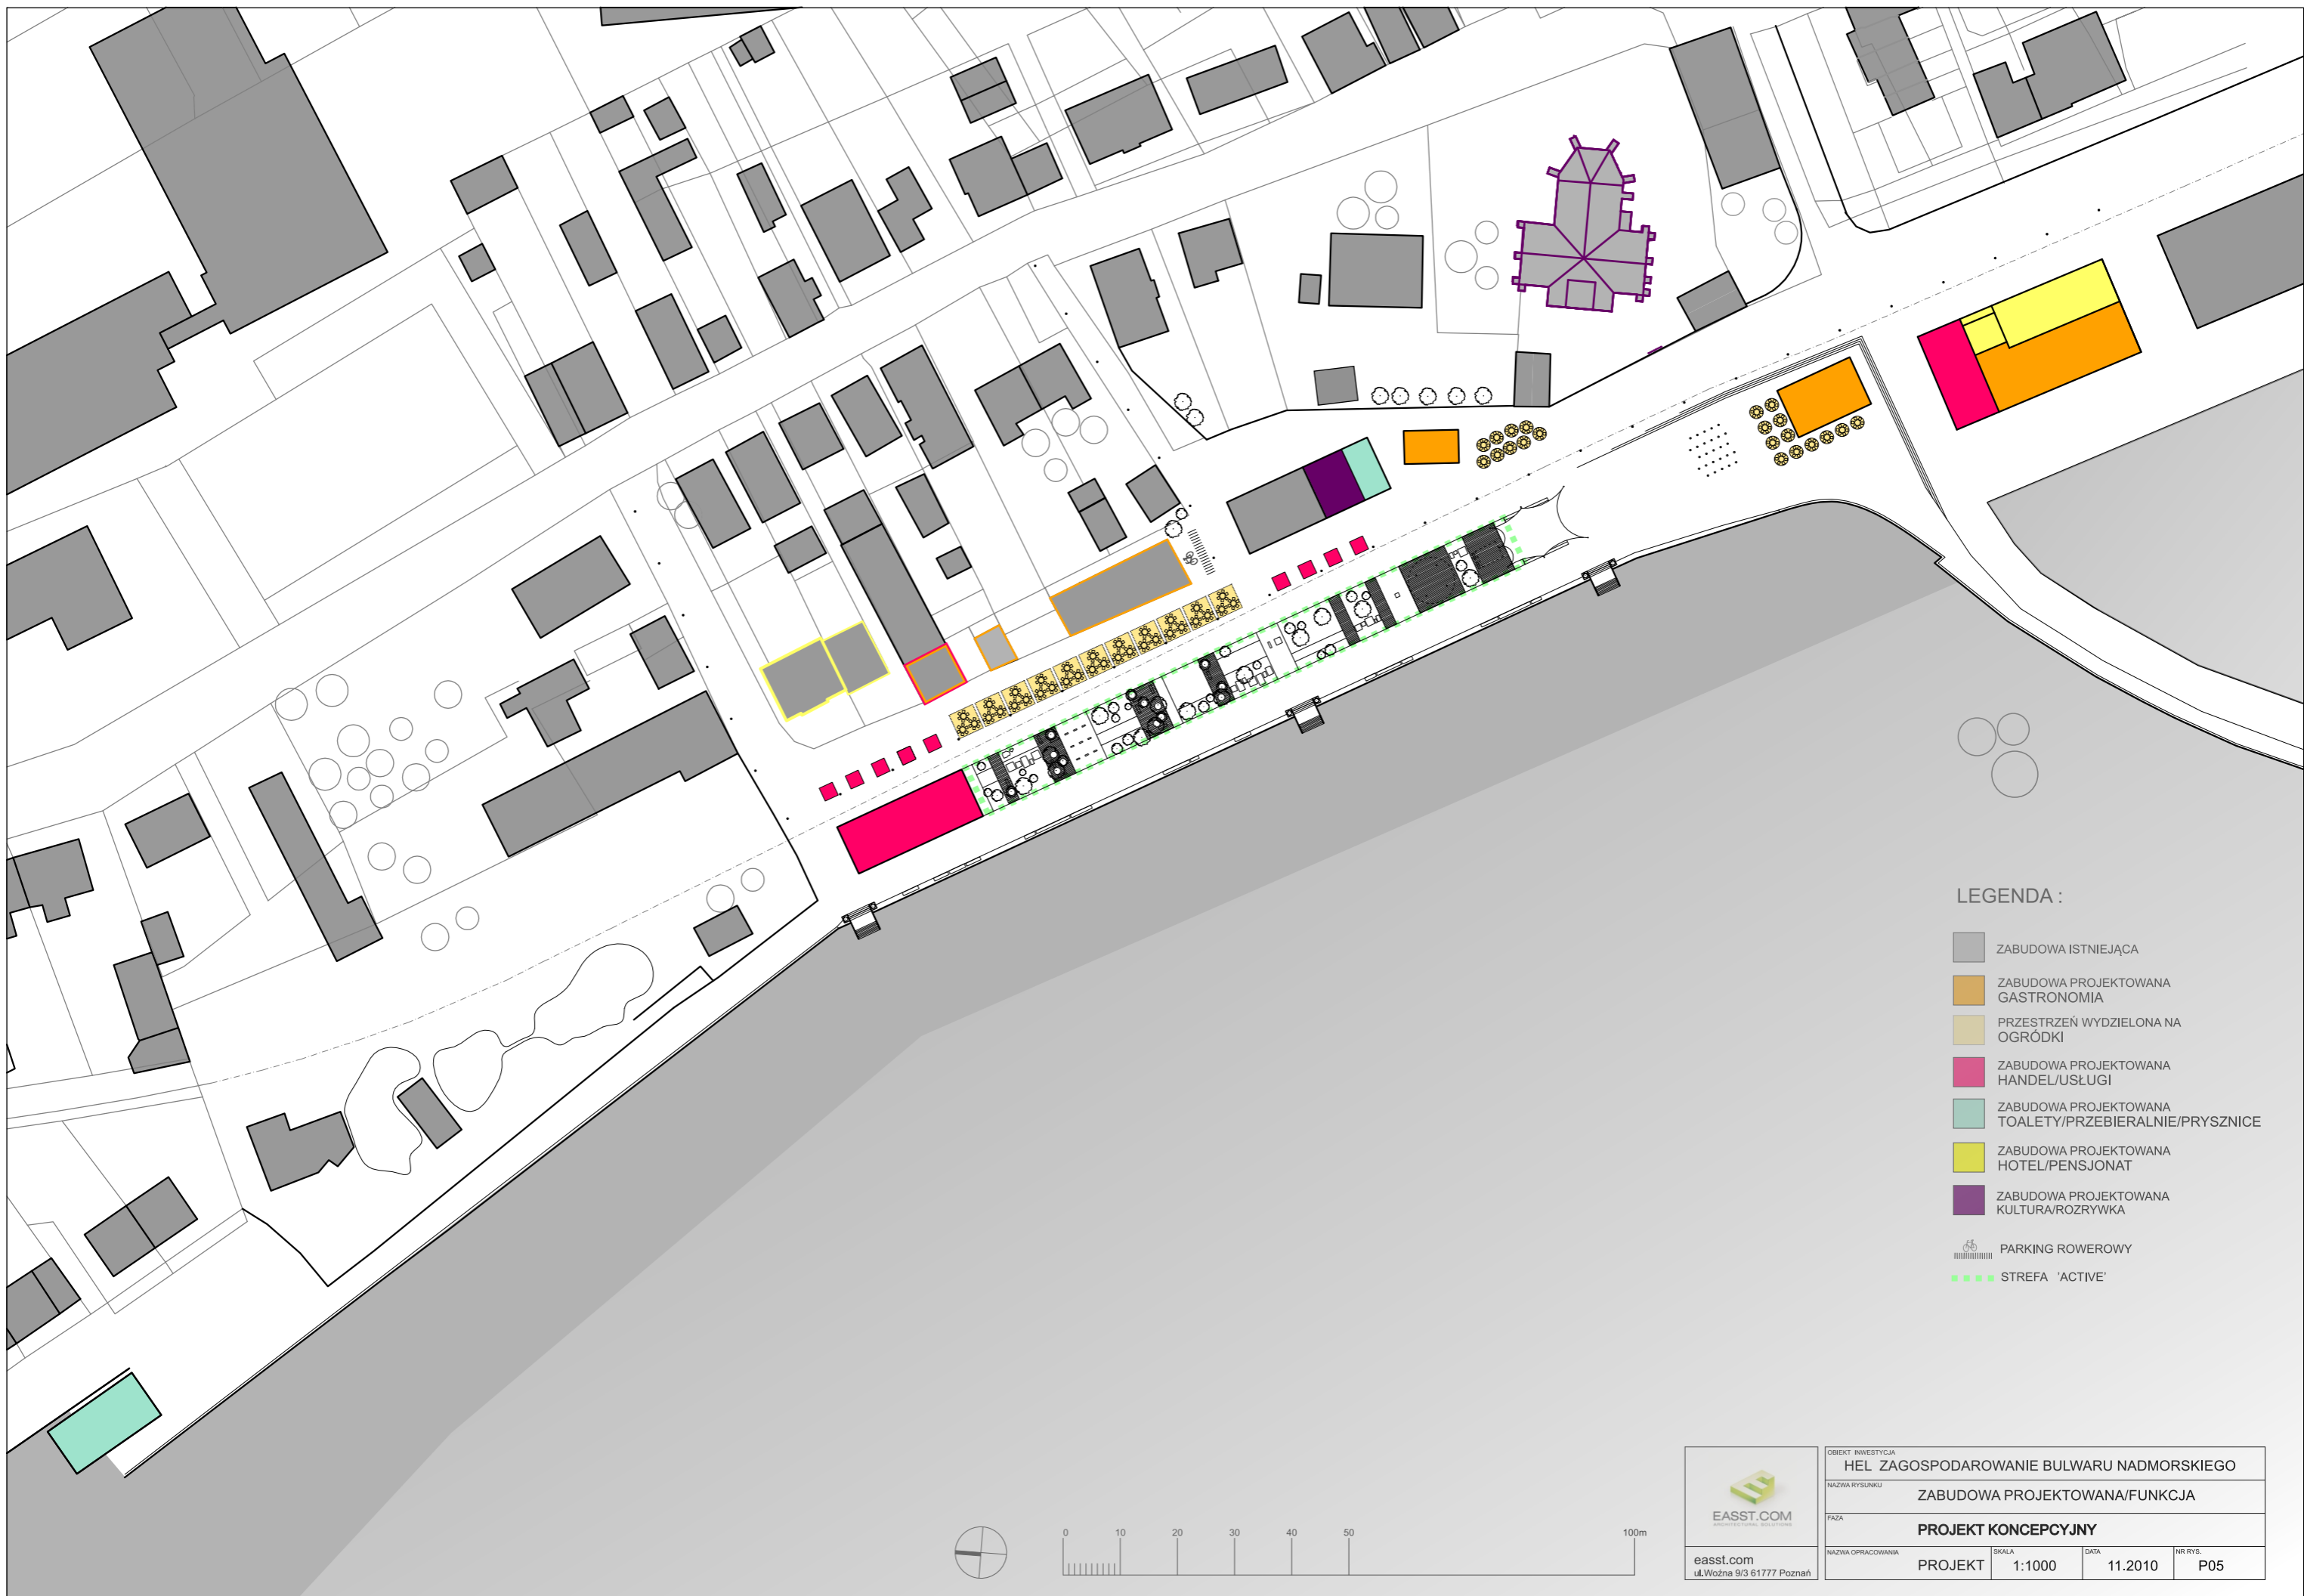 LEGENDA :
ZABUDOWA ISTNIEJĄCA
ZABUDOWA PROJEKTOWANA
GASTRONOMIA
PRZESTRZEŃ WYDZIELONA NA
OGRÓDKI
ZABUDOWA PROJEKTOWANA
HANDEL/USŁUGI
ZABUDOWA PROJEKTOWANA
TOALETY/PRZEBIERALNIE/PRYSZNICE
ZABUDOWA PROJEKTOWANA
HOTEL/PENSJONAT
ZABUDOWA PROJEKTOWANA
KULTURA/ROZRYWKA
PARKING ROWEROWY
STREFA 'ACTIVE'
0 10 20 30 40 50 100m
EASST.COM
ARCHITECTURAL SOLUTIONS
easst.com
ul.Woźna 9/3 61777 Poznań
OBIEKT INWESTYCJA
HEL ZAGOSPODAROWANIE BULWARU NADMORSKIEGO
NAZWA RYSUNKU
ZABUDOWA PROJEKTOWANA/FUNKCJA
FAZA
PROJEKT KONCEPCYJNY
NAZWA OPRACOWANIA
PROJEKT
SKALA
1:1000
DATA
11.2010
NR RYS.
P05